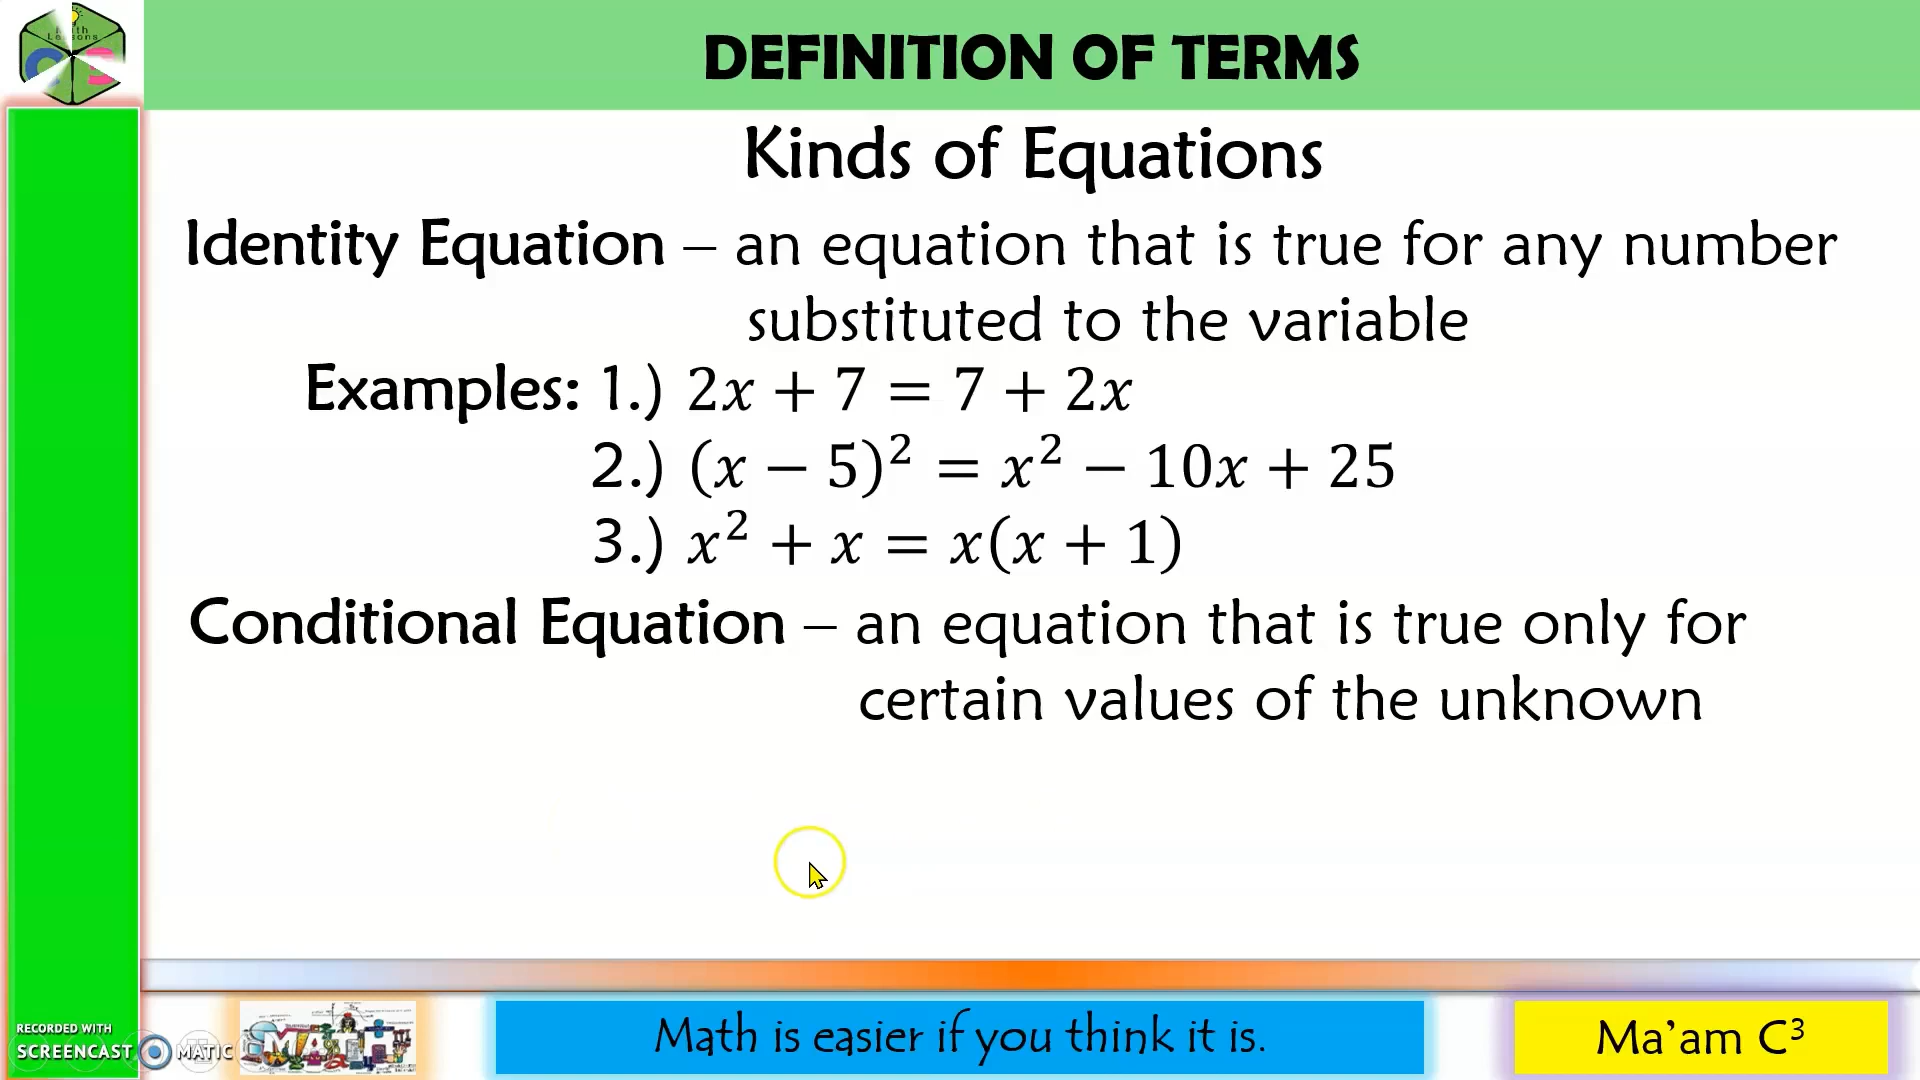 Math
Lessons
DEFINITION OF TERMS
Kinds of Equations
Identity Equation – an equation that is true for any number
substituted to the variable
Examples: 1.) 2x + 7 = 7 + 2x
2.) (x − 5)² = x² − 10x + 25
3.) x² + x = x(x + 1)
Conditional Equation – an equation that is true only for
certain values of the unknown
RECORDED WITH
SCREENCAST MATIC
MATH
Math is easier if you think it is.
Ma’am C³